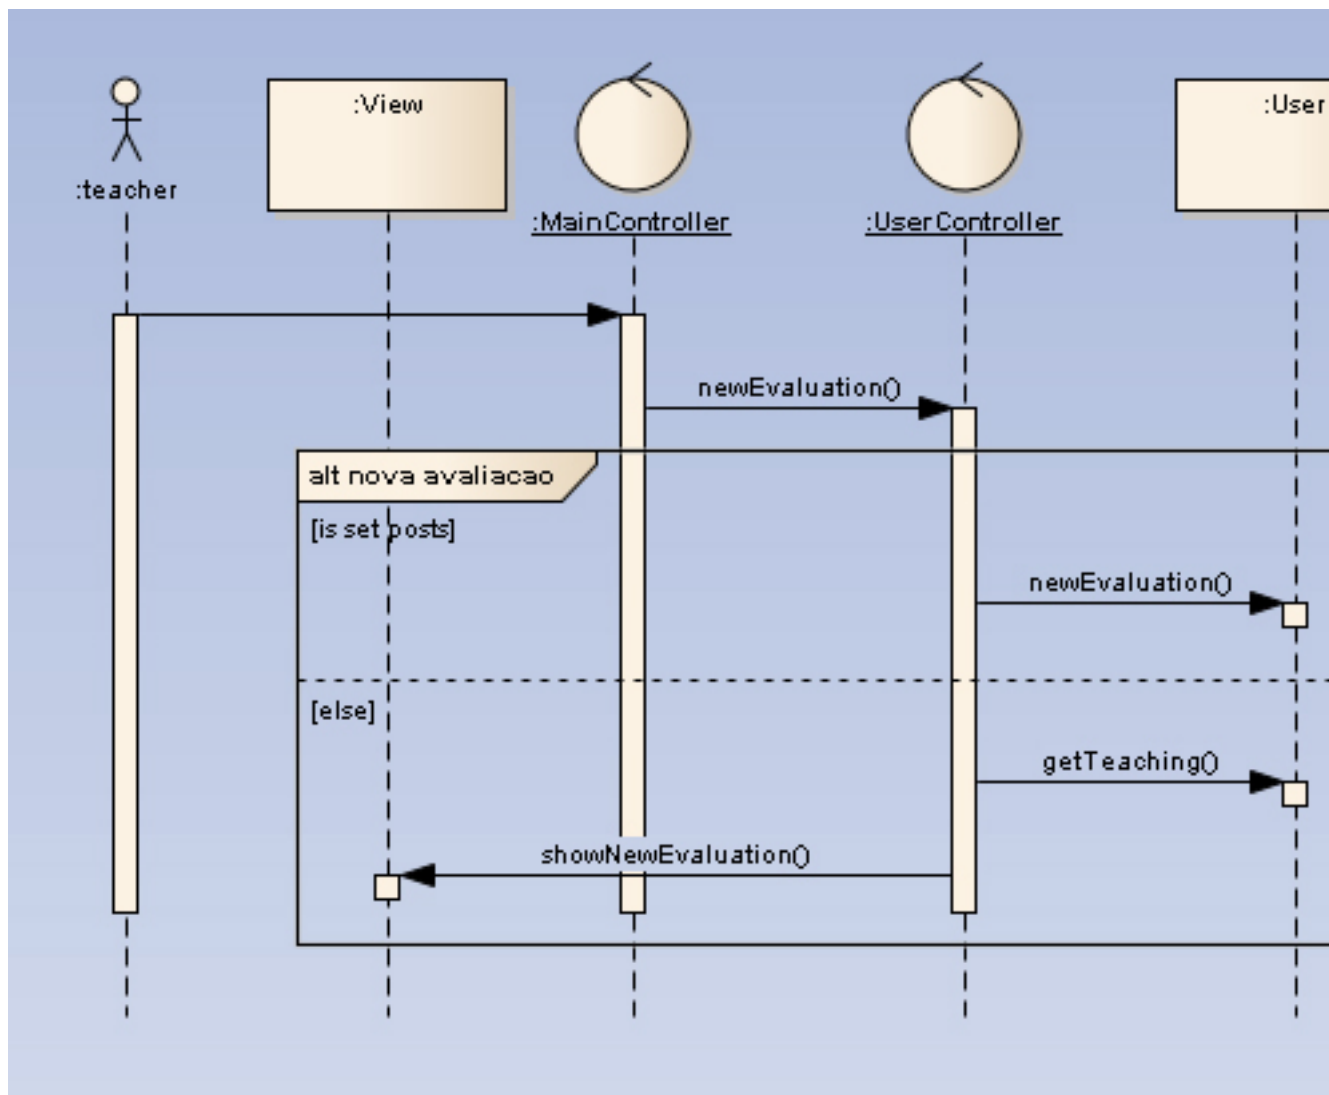 :teacher
:View
:MainController
:UserController
:User
newEvaluation()
alt nova avaliacao
[is set posts]
newEvaluation()
[else]
getTeaching()
showNewEvaluation()